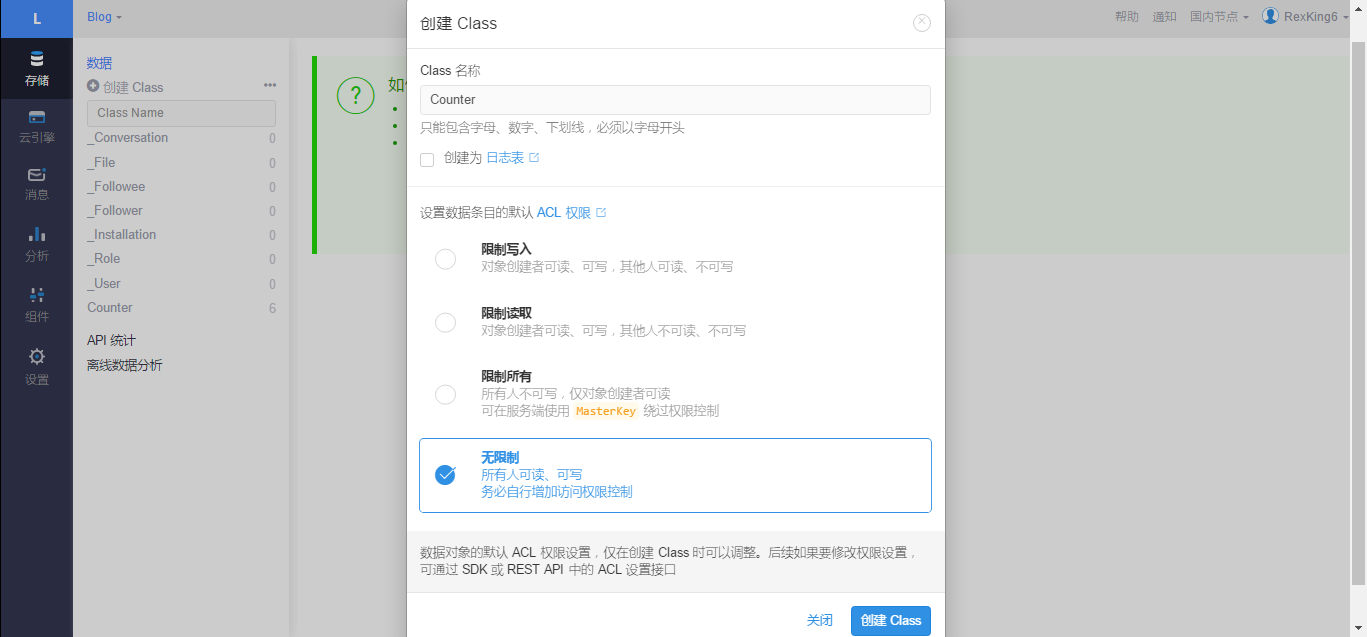 L
Blog
帮助 通知 国内节点 RexKing6
存储
云引擎
消息
分析
组件
设置
数据
创建 Class
Class Name
_Conversation 0
_File 0
_Followee 0
_Follower 0
_Installation 0
_Role 0
_User 0
Counter 6
API 统计
离线数据分析
?
创建 Class
Class 名称
Counter
只能包含字母、数字、下划线，必须以字母开头
创建为 日志表
设置数据条目的默认 ACL 权限
限制写入
对象创建者可读、可写，其他人可读、不可写
限制读取
对象创建者可读、可写，其他人不可读、不可写
限制所有
所有人不可写，仅对象创建者可读
可在服务端使用 MasterKey 绕过权限控制
无限制
所有人可读、可写
务必自行增加访问权限控制
数据对象的默认 ACL 权限设置，仅在创建 Class 时可以调整。后续如果要修改权限设置，
可通过 SDK 或 REST API 中的 ACL 设置接口
关闭 创建 Class